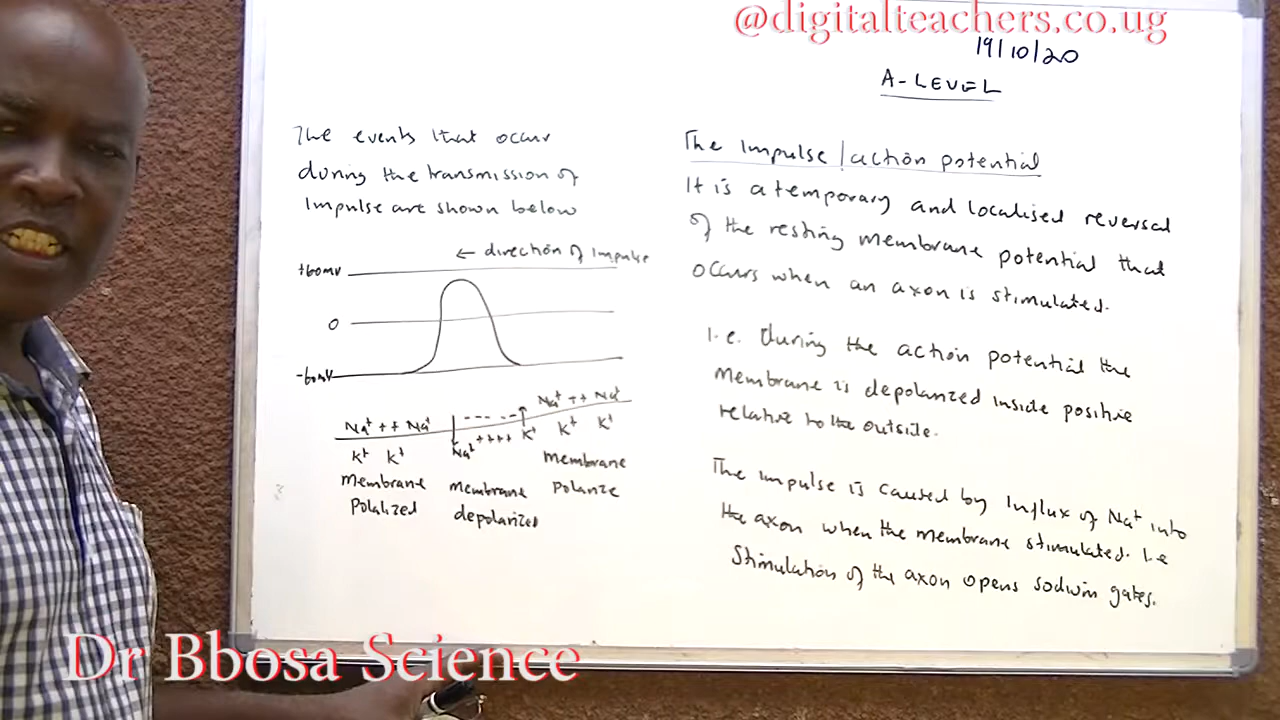 @digitalteachers.co.ug
19/10/20
A-LEVEL
The events that occur
during the transmission of
Impulse are shown below
← direction of Impulse
+60mV
0
-60mV
Na+ ++ Na+
K+ K+
Membrane
Polalized
- - - -
Na+ ++++ K+
Membrane
depolarized
Na+ ++ Na+
K+ K+
Membrane
Polarize
The Impulse / action potential
It is a temporary and localised reversal
of the resting membrane potential that
occurs when an axon is stimulated.
I.e. During the action potential the
Membrane is depolarized inside positive
relative to the outside.
The Impulse is caused by Influx of Na+ into
the axon when the membrane stimulated. I.e
Stimulation of the axon opens sodium gates.
Dr Bbosa Science